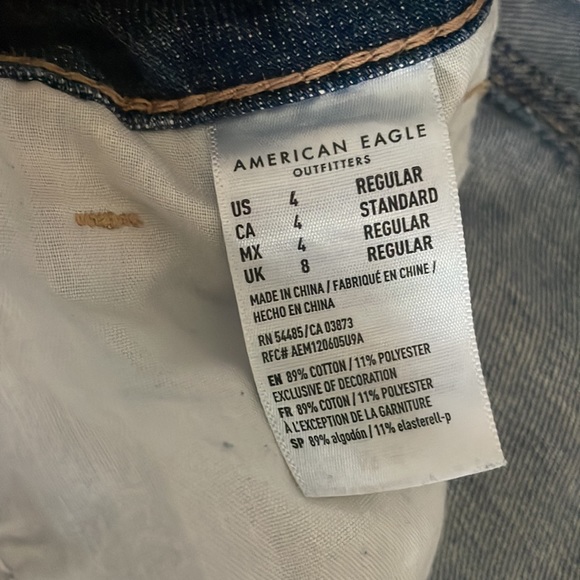 AMERICAN EAGLE
OUTFITTERS
US 4 REGULAR
CA 4 STANDARD
MX 4 REGULAR
UK 8 REGULAR
MADE IN CHINA / FABRIQUÉ EN CHINE /
HECHO EN CHINA
RN 54485/CA 03873
RFC# AEM120605U9A
EN 89% COTTON / 11% POLYESTER
EXCLUSIVE OF DECORATION
FR 89% COTON / 11% POLYESTER
À L'EXCEPTION DE LA GARNITURE
SP 89% algodón / 11% elasterell-p